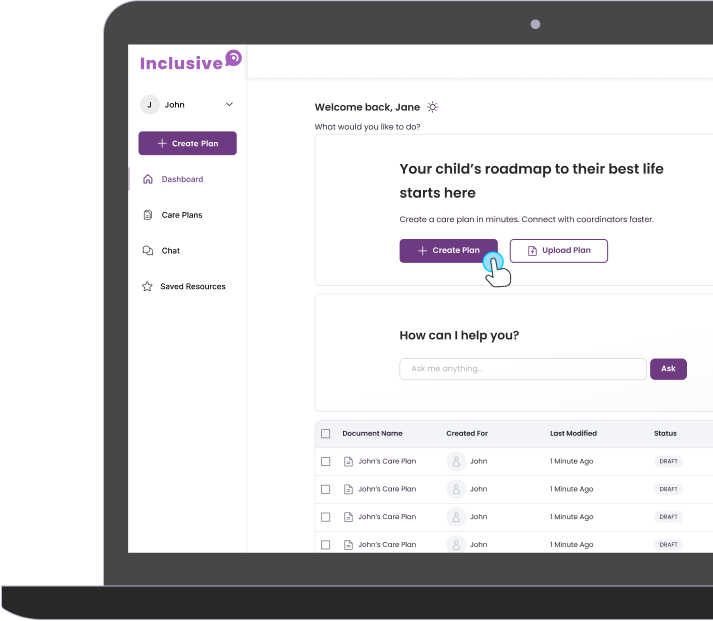 Inclusive
J John
Create Plan
Dashboard
Care Plans
Chat
Saved Resources
Welcome back, Jane
What would you like to do?
Your child's roadmap to their best life
starts here
Create a care plan in minutes. Connect with coordinators faster.
Create Plan Upload Plan
How can I help you?
Ask me anything... Ask
Document Name Created For Last Modified Status
John's Care Plan John 1 Minute Ago DRAFT
John's Care Plan John 1 Minute Ago DRAFT
John's Care Plan John 1 Minute Ago DRAFT
John's Care Plan John 1 Minute Ago DRAFT